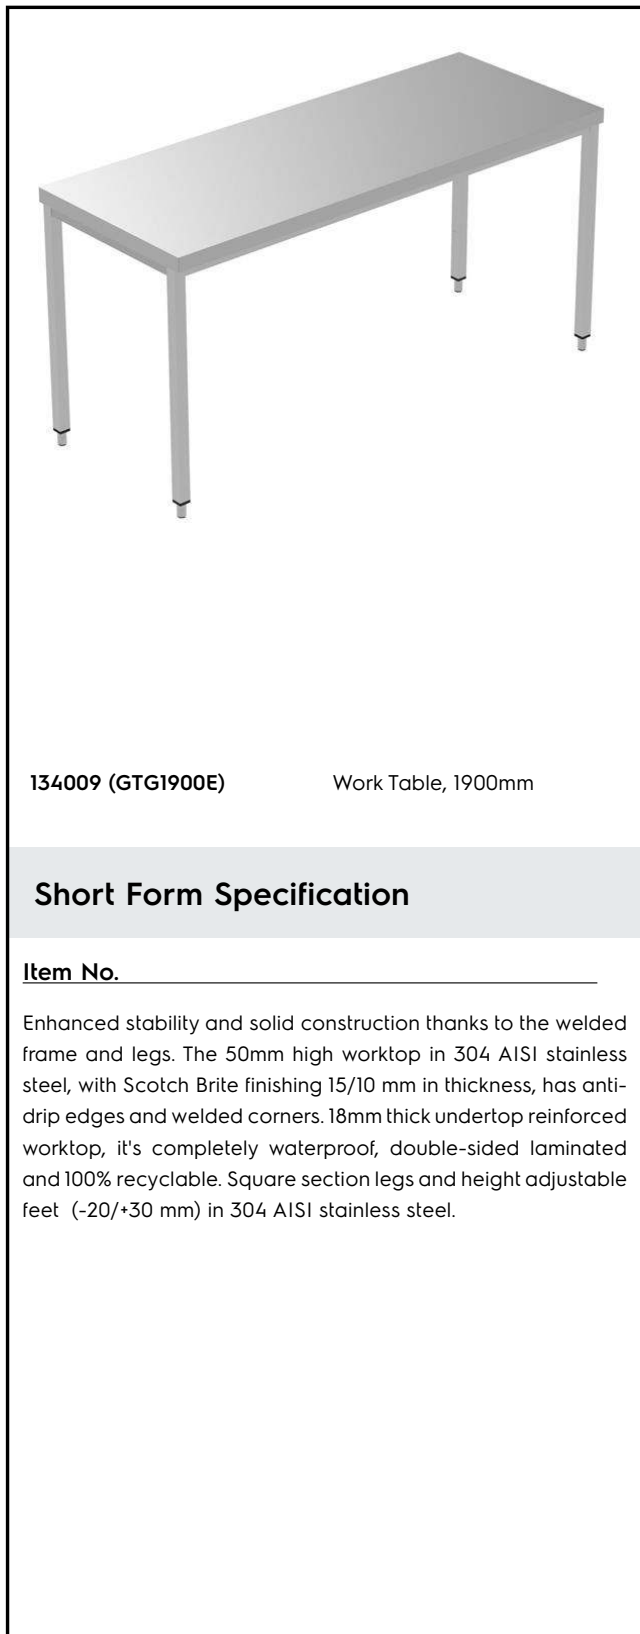 134009 (GTG1900E) Work Table, 1900mm
Short Form Specification
Item No.
Enhanced stability and solid construction thanks to the welded
frame and legs. The 50mm high worktop in 304 AISI stainless
steel, with Scotch Brite finishing 15/10 mm in thickness, has anti-
drip edges and welded corners. 18mm thick undertop reinforced
worktop, it's completely waterproof, double-sided laminated
and 100% recyclable. Square section legs and height adjustable
feet (-20/+30 mm) in 304 AISI stainless steel.